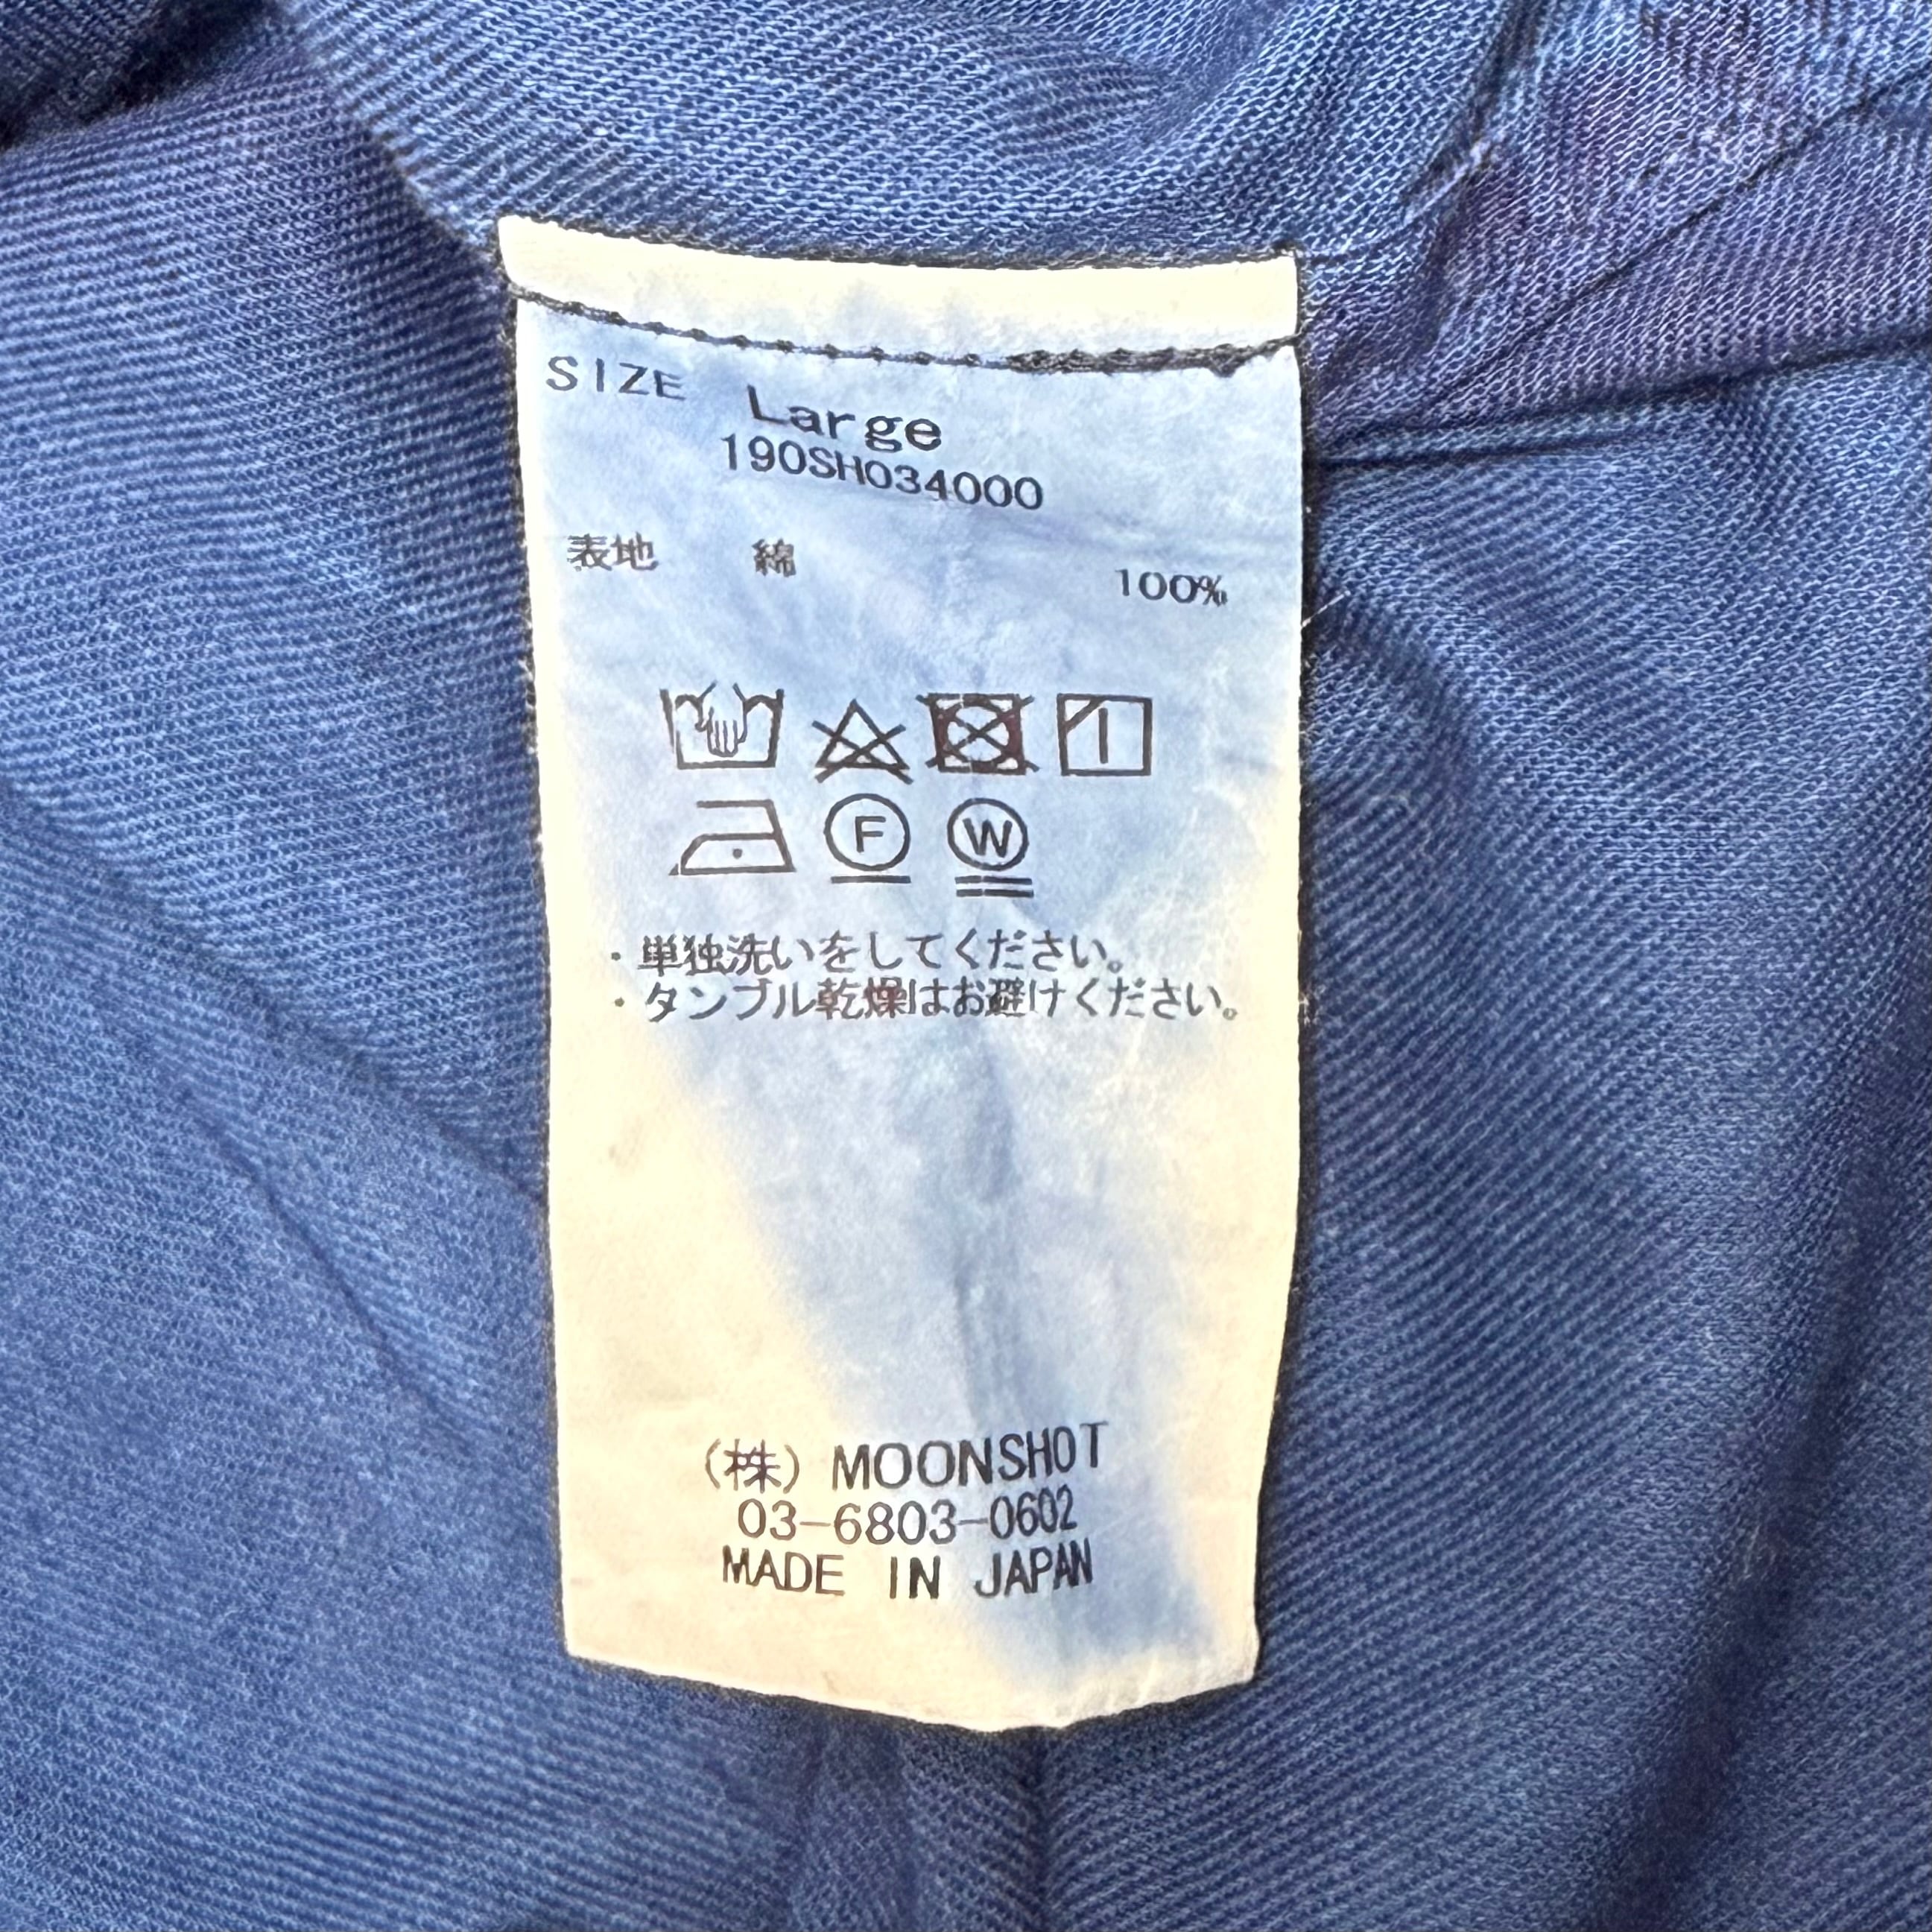 SIZE Large
190SH034000
表地 綿 100%
F W
・単独洗いをしてください。
・タンブル乾燥はお避けください。
(株) MOONSHOT
03-6803-0602
MADE IN JAPAN